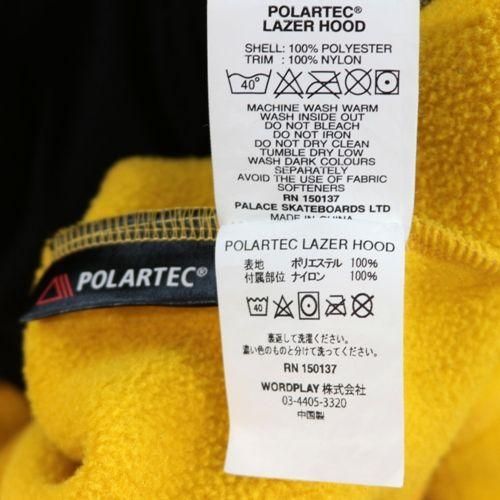 POLARTEC®
LAZER HOOD
SHELL: 100% POLYESTER
TRIM : 100% NYLON
40°
MACHINE WASH WARM
WASH INSIDE OUT
DO NOT BLEACH
DO NOT IRON
DO NOT DRY CLEAN
TUMBLE DRY LOW
WASH DARK COLOURS
SEPARATELY
AVOID THE USE OF FABRIC
SOFTENERS
RN 150137
PALACE SKATEBOARDS LTD
MADE IN CHINA
POLARTEC®
POLARTEC LAZER HOOD
表地 ポリエステル 100%
付属部位 ナイロン 100%
40
裏返して洗濯ください。
濃い色のものと分けて洗ってください。
RN 150137
WORDPLAY 株式会社
03-4405-3320
中国製